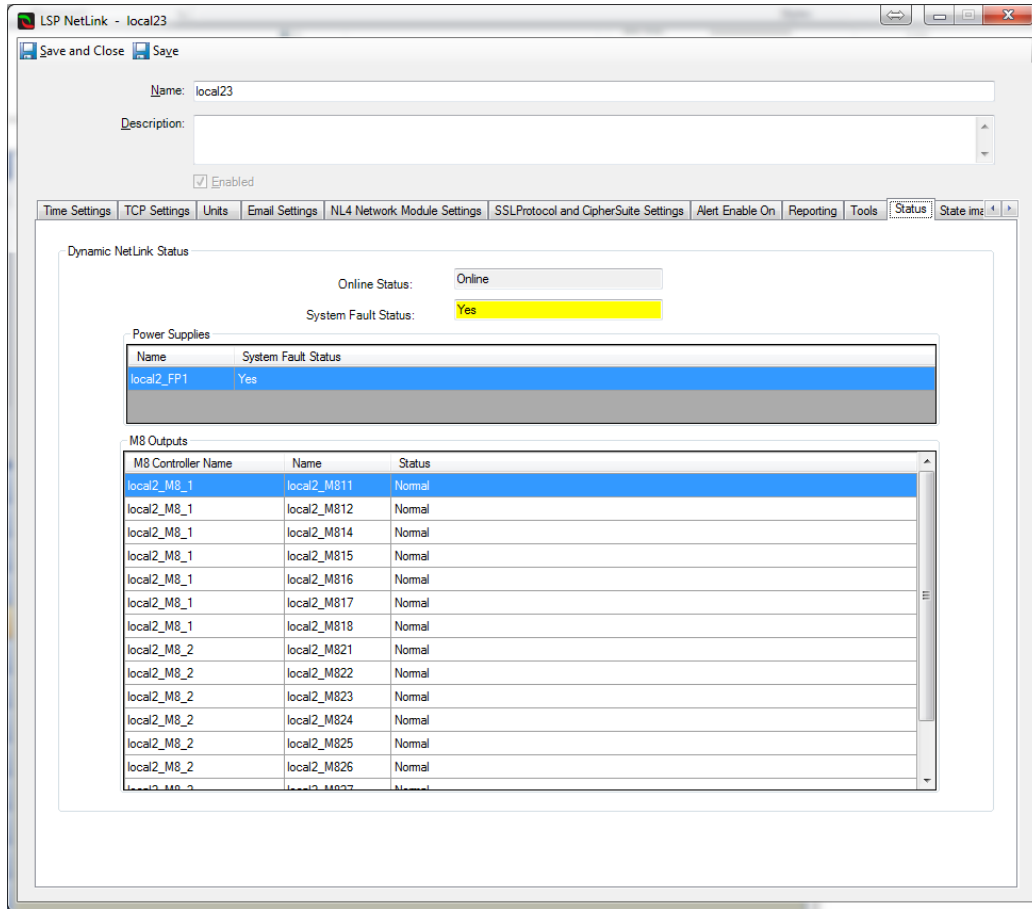 LSP NetLink - local23
Save and Close Save
Name: local23
Description:
Enabled
Time Settings TCP Settings Units Email Settings NL4 Network Module Settings SSLProtocol and CipherSuite Settings Alert Enable On Reporting Tools Status State ima
Dynamic NetLink Status
Online Status: Online
System Fault Status: Yes
Power Supplies
Name System Fault Status
local2_FP1 Yes
M8 Outputs
M8 Controller Name Name Status
local2_M8_1 local2_M811 Normal
local2_M8_1 local2_M812 Normal
local2_M8_1 local2_M814 Normal
local2_M8_1 local2_M815 Normal
local2_M8_1 local2_M816 Normal
local2_M8_1 local2_M817 Normal
local2_M8_1 local2_M818 Normal
local2_M8_2 local2_M821 Normal
local2_M8_2 local2_M822 Normal
local2_M8_2 local2_M823 Normal
local2_M8_2 local2_M824 Normal
local2_M8_2 local2_M825 Normal
local2_M8_2 local2_M826 Normal
local2_M8_2 local2_M827 Normal